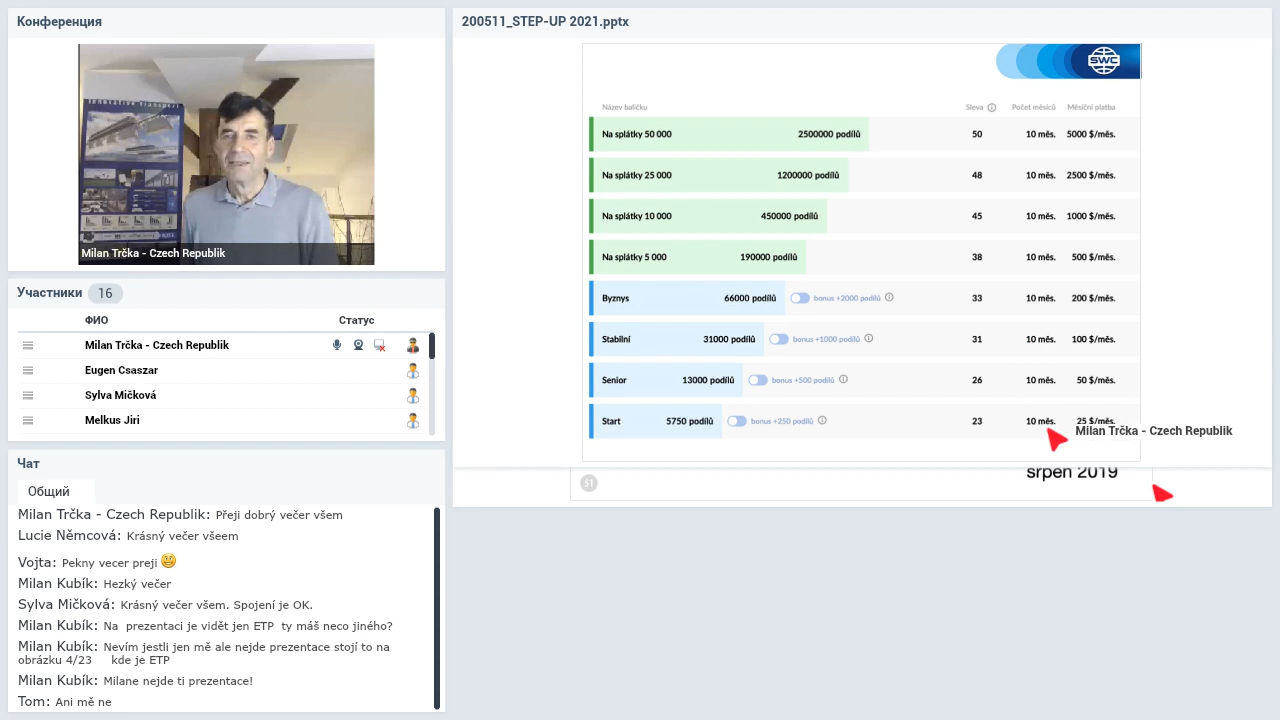 Конференция
Innovative Transport
Milan Trčka - Czech Republik
Участники 16
ФИО Статус
Milan Trčka - Czech Republik
Eugen Csaszar
Sylva Mičková
Melkus Jiri
Чат
Общий
Milan Trčka - Czech Republik: Přeji dobrý večer všem
Lucie Němcová: Krásný večer všeem
Vojta: Pekny vecer preji
Milan Kubík: Hezký večer
Sylva Mičková: Krásný večer všem. Spojení je OK.
Milan Kubík: Na prezentaci je vidět jen ETP ty máš neco jiného?
Milan Kubík: Nevím jestli jen mě ale nejde prezentace stojí to na
obrázku 4/23 kde je ETP
Milan Kubík: Milane nejde ti prezentace!
Tom: Ani mě ne
200511_STEP-UP 2021.pptx
SWC
Název balíčku Sleva Počet měsíců Měsíční platba
Na splátky 50 000 2500000 podílů 50 10 měs. 5000 $/měs.
Na splátky 25 000 1200000 podílů 48 10 měs. 2500 $/měs.
Na splátky 10 000 450000 podílů 45 10 měs. 1000 $/měs.
Na splátky 5 000 190000 podílů 38 10 měs. 500 $/měs.
Byznys 66000 podílů bonus +2000 podílů 33 10 měs. 200 $/měs.
Stabilní 31000 podílů bonus +1000 podílů 31 10 měs. 100 $/měs.
Senior 13000 podílů bonus +500 podílů 26 10 měs. 50 $/měs.
Start 5750 podílů bonus +250 podílů 23 10 měs. 25 $/měs.
Milan Trčka - Czech Republik
srpen 2019
51